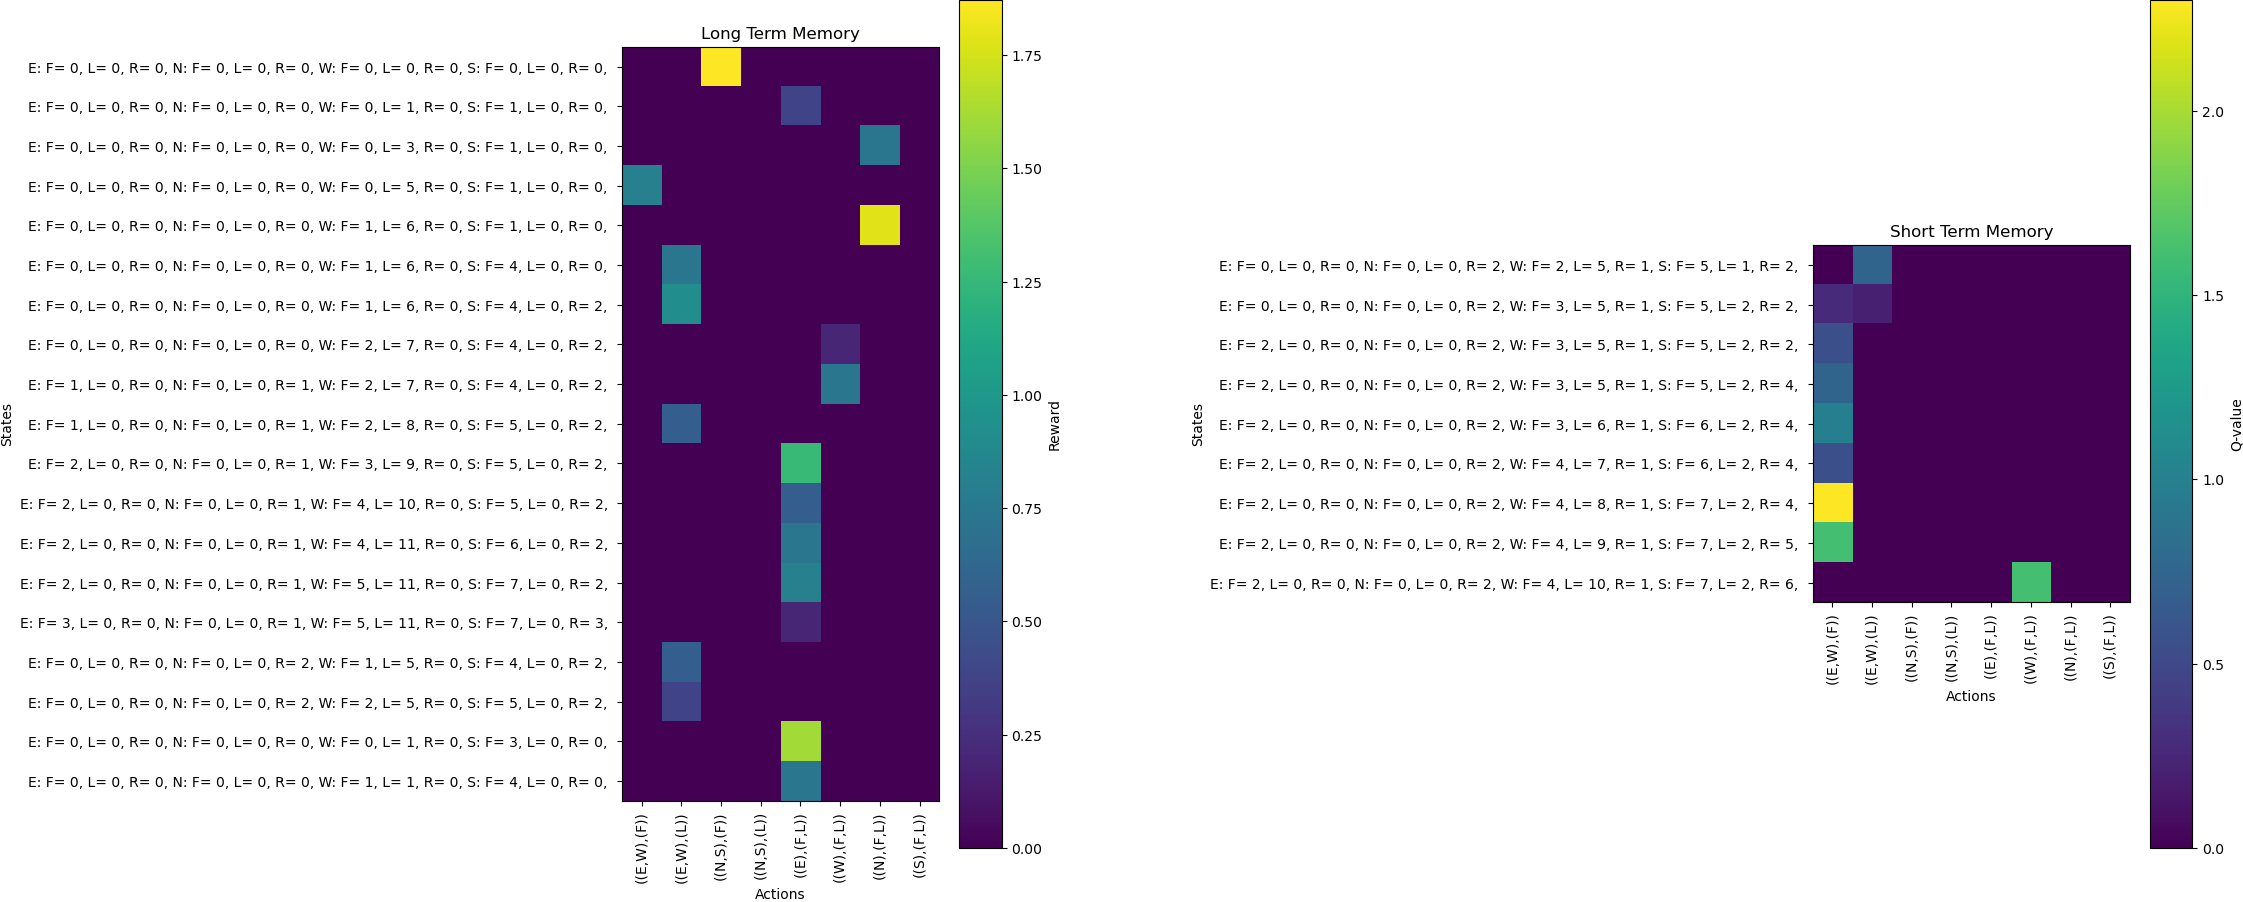 Long Term Memory
States
E: F= 0, L= 0, R= 0, N: F= 0, L= 0, R= 0, W: F= 0, L= 0, R= 0, S: F= 0, L= 0, R= 0,
E: F= 0, L= 0, R= 0, N: F= 0, L= 0, R= 0, W: F= 0, L= 1, R= 0, S: F= 1, L= 0, R= 0,
E: F= 0, L= 0, R= 0, N: F= 0, L= 0, R= 0, W: F= 0, L= 3, R= 0, S: F= 1, L= 0, R= 0,
E: F= 0, L= 0, R= 0, N: F= 0, L= 0, R= 0, W: F= 0, L= 5, R= 0, S: F= 1, L= 0, R= 0,
E: F= 0, L= 0, R= 0, N: F= 0, L= 0, R= 0, W: F= 1, L= 6, R= 0, S: F= 1, L= 0, R= 0,
E: F= 0, L= 0, R= 0, N: F= 0, L= 0, R= 0, W: F= 1, L= 6, R= 0, S: F= 4, L= 0, R= 0,
E: F= 0, L= 0, R= 0, N: F= 0, L= 0, R= 0, W: F= 1, L= 6, R= 0, S: F= 4, L= 0, R= 2,
E: F= 0, L= 0, R= 0, N: F= 0, L= 0, R= 0, W: F= 2, L= 7, R= 0, S: F= 4, L= 0, R= 2,
E: F= 1, L= 0, R= 0, N: F= 0, L= 0, R= 1, W: F= 2, L= 7, R= 0, S: F= 4, L= 0, R= 2,
E: F= 1, L= 0, R= 0, N: F= 0, L= 0, R= 1, W: F= 2, L= 8, R= 0, S: F= 5, L= 0, R= 2,
E: F= 2, L= 0, R= 0, N: F= 0, L= 0, R= 1, W: F= 3, L= 9, R= 0, S: F= 5, L= 0, R= 2,
E: F= 2, L= 0, R= 0, N: F= 0, L= 0, R= 1, W: F= 4, L= 10, R= 0, S: F= 5, L= 0, R= 2,
E: F= 2, L= 0, R= 0, N: F= 0, L= 0, R= 1, W: F= 4, L= 11, R= 0, S: F= 6, L= 0, R= 2,
E: F= 2, L= 0, R= 0, N: F= 0, L= 0, R= 1, W: F= 5, L= 11, R= 0, S: F= 7, L= 0, R= 2,
E: F= 3, L= 0, R= 0, N: F= 0, L= 0, R= 1, W: F= 5, L= 11, R= 0, S: F= 7, L= 0, R= 3,
E: F= 0, L= 0, R= 0, N: F= 0, L= 0, R= 2, W: F= 1, L= 5, R= 0, S: F= 4, L= 0, R= 2,
E: F= 0, L= 0, R= 0, N: F= 0, L= 0, R= 2, W: F= 2, L= 5, R= 0, S: F= 5, L= 0, R= 2,
E: F= 0, L= 0, R= 0, N: F= 0, L= 0, R= 0, W: F= 0, L= 1, R= 0, S: F= 3, L= 0, R= 0,
E: F= 0, L= 0, R= 0, N: F= 0, L= 0, R= 0, W: F= 1, L= 1, R= 0, S: F= 4, L= 0, R= 0,
((E,W),(F))
((E,W),(L))
((N,S),(F))
((N,S),(L))
((E),(F,L))
((W),(F,L))
((N),(F,L))
((S),(F,L))
Actions
1.75
1.50
1.25
1.00
0.75
0.50
0.25
0.00
Reward
Short Term Memory
States
E: F= 0, L= 0, R= 0, N: F= 0, L= 0, R= 2, W: F= 2, L= 5, R= 1, S: F= 5, L= 1, R= 2,
E: F= 0, L= 0, R= 0, N: F= 0, L= 0, R= 2, W: F= 3, L= 5, R= 1, S: F= 5, L= 2, R= 2,
E: F= 2, L= 0, R= 0, N: F= 0, L= 0, R= 2, W: F= 3, L= 5, R= 1, S: F= 5, L= 2, R= 2,
E: F= 2, L= 0, R= 0, N: F= 0, L= 0, R= 2, W: F= 3, L= 5, R= 1, S: F= 5, L= 2, R= 4,
E: F= 2, L= 0, R= 0, N: F= 0, L= 0, R= 2, W: F= 3, L= 6, R= 1, S: F= 6, L= 2, R= 4,
E: F= 2, L= 0, R= 0, N: F= 0, L= 0, R= 2, W: F= 4, L= 7, R= 1, S: F= 6, L= 2, R= 4,
E: F= 2, L= 0, R= 0, N: F= 0, L= 0, R= 2, W: F= 4, L= 8, R= 1, S: F= 7, L= 2, R= 4,
E: F= 2, L= 0, R= 0, N: F= 0, L= 0, R= 2, W: F= 4, L= 9, R= 1, S: F= 7, L= 2, R= 5,
E: F= 2, L= 0, R= 0, N: F= 0, L= 0, R= 2, W: F= 4, L= 10, R= 1, S: F= 7, L= 2, R= 6,
((E,W),(F))
((E,W),(L))
((N,S),(F))
((N,S),(L))
((E),(F,L))
((W),(F,L))
((N),(F,L))
((S),(F,L))
Actions
2.0
1.5
1.0
0.5
0.0
Q-value